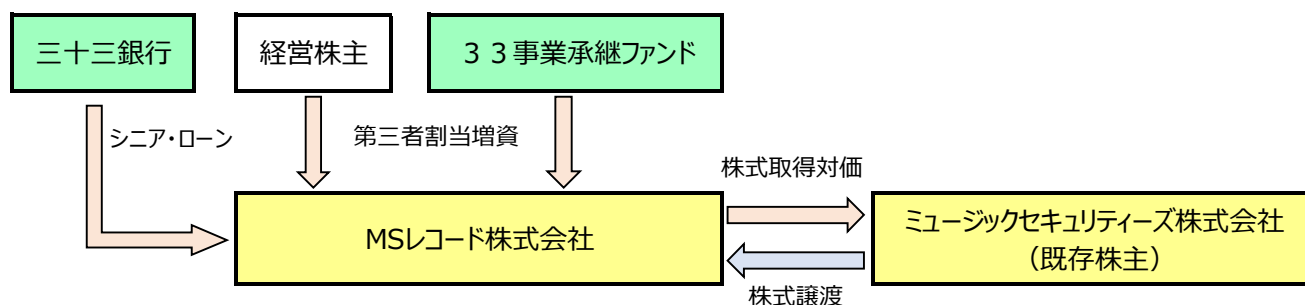 三十三銀行
経営株主
３３事業承継ファンド
シニア・ローン
第三者割当増資
株式取得対価
MSレコード株式会社
ミュージックセキュリティーズ株式会社
（既存株主）
株式譲渡